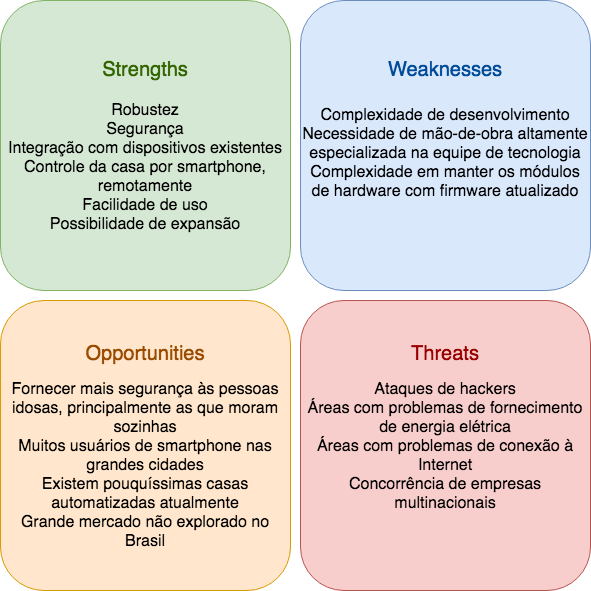 Strengths
Robustez
Segurança
Integração com dispositivos existentes
Controle da casa por smartphone,
remotamente
Facilidade de uso
Possibilidade de expansão
Weaknesses
Complexidade de desenvolvimento
Necessidade de mão-de-obra altamente
especializada na equipe de tecnologia
Complexidade em manter os módulos
de hardware com firmware atualizado
Opportunities
Fornecer mais segurança às pessoas
idosas, principalmente as que moram
sozinhas
Muitos usuários de smartphone nas
grandes cidades
Existem pouquíssimas casas
automatizadas atualmente
Grande mercado não explorado no
Brasil
Threats
Ataques de hackers
Áreas com problemas de fornecimento
de energia elétrica
Áreas com problemas de conexão à
Internet
Concorrência de empresas
multinacionais